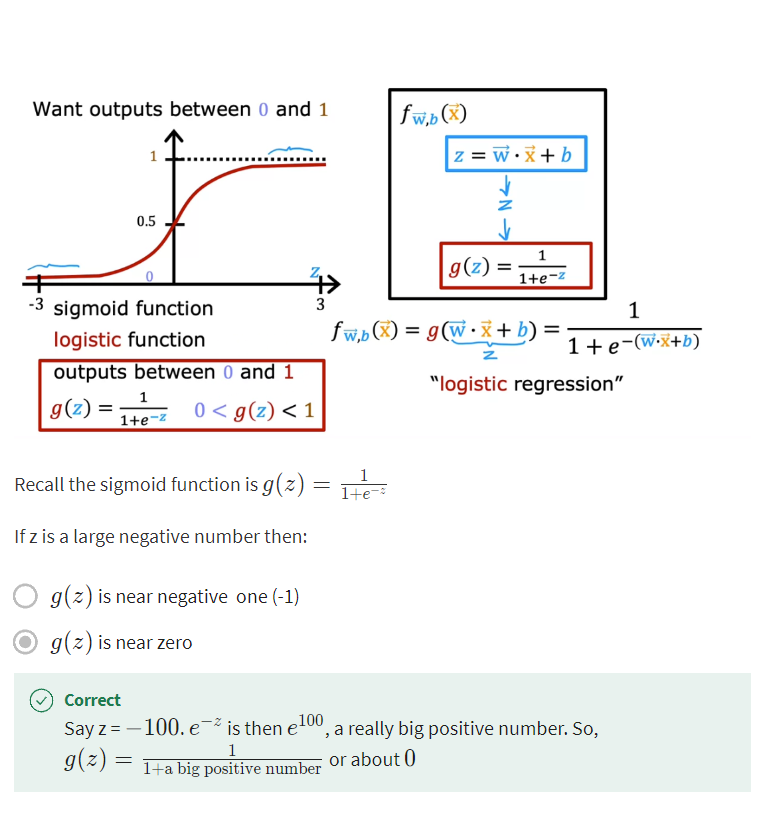 Want outputs between 0 and 1
1
0.5
0
z
-3
3
sigmoid function
logistic function
outputs between 0 and 1
g(z) = 1/(1+e^−z) 0 < g(z) < 1
f_w⃗,b(x⃗)
z = w⃗ · x⃗ + b
z
g(z) = 1/(1+e^−z)
f_w⃗,b(x⃗) = g(w⃗ · x⃗ + b) = 1/(1 + e^−(w⃗·x⃗+b))
z
"logistic regression"
Recall the sigmoid function is g(z) = 1/(1+e^−z)
If z is a large negative number then:
g(z) is near negative one (-1)
g(z) is near zero
Correct
Say z = −100. e^−z is then e^100, a really big positive number. So,
g(z) = 1/(1+a big positive number) or about 0